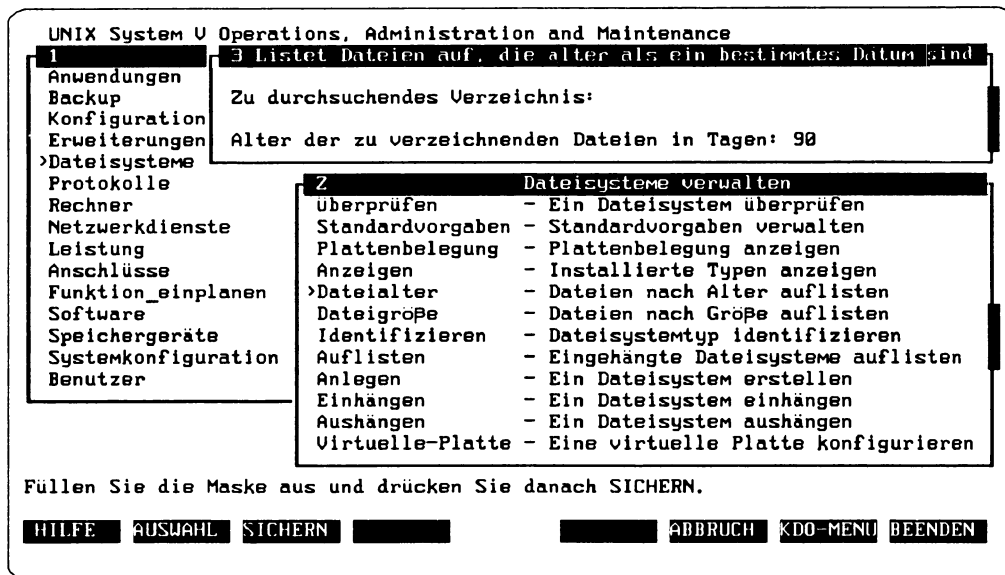 UNIX System V Operations, Administration and Maintenance
1
Anwendungen
Backup
Konfiguration
Erweiterungen
>Dateisysteme
Protokolle
Rechner
Netzwerkdienste
Leistung
Anschlüsse
Funktion_einplanen
Software
Speichergeräte
Systemkonfiguration
Benutzer
3 Listet Dateien auf, die alter als ein bestimmtes Datum sind
Zu durchsuchendes Verzeichnis:
Alter der zu verzeichnenden Dateien in Tagen: 90
2 Dateisysteme verwalten
überprüfen - Ein Dateisystem überprüfen
Standardvorgaben - Standardvorgaben verwalten
Plattenbelegung - Plattenbelegung anzeigen
Anzeigen - Installierte Typen anzeigen
>Dateialter - Dateien nach Alter auflisten
Dateigröße - Dateien nach Größe auflisten
Identifizieren - Dateisystemtyp identifizieren
Auflisten - Eingehängte Dateisysteme auflisten
Anlegen - Ein Dateisystem erstellen
Einhängen - Ein Dateisystem einhängen
Aushängen - Ein Dateisystem aushängen
Virtuelle-Platte - Eine virtuelle Platte konfigurieren
Füllen Sie die Maske aus und drücken Sie danach SICHERN.
HILFE AUSWAHL SICHERN ABBRUCH KDO-MENU BEENDEN